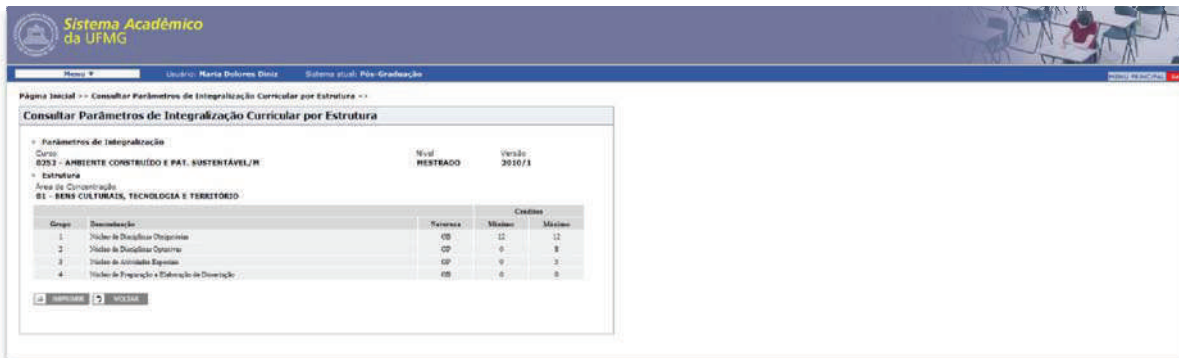 Sistema Acadêmico
da UFMG
Menu ▼ Usuário: Maria Dolores Diniz Sistema atual: Pós-Graduação MENU PRINCIPAL
Página Inicial >> Consultar Parâmetros de Integralização Curricular por Estrutura >>
Consultar Parâmetros de Integralização Curricular por Estrutura
Parâmetros de Integralização
Curso Nível Versão
0253 - AMBIENTE CONSTRUÍDO E PAT. SUSTENTÁVEL/M MESTRADO 2010/1
Estrutura
Área de Concentração
01 - BENS CULTURAIS, TECNOLOGIA E TERRITÓRIO
Créditos
Grupo Denominação Natureza Mínimo Máximo
1 Núcleo de Disciplinas Obrigatórias OB 12 12
2 Núcleo de Disciplinas Optativas OP 0 8
3 Núcleo de Atividades Especiais OP 0
4 Núcleo de Preparação e Elaboração de Dissertação OB 0 0
IMPRIMIR VOLTAR